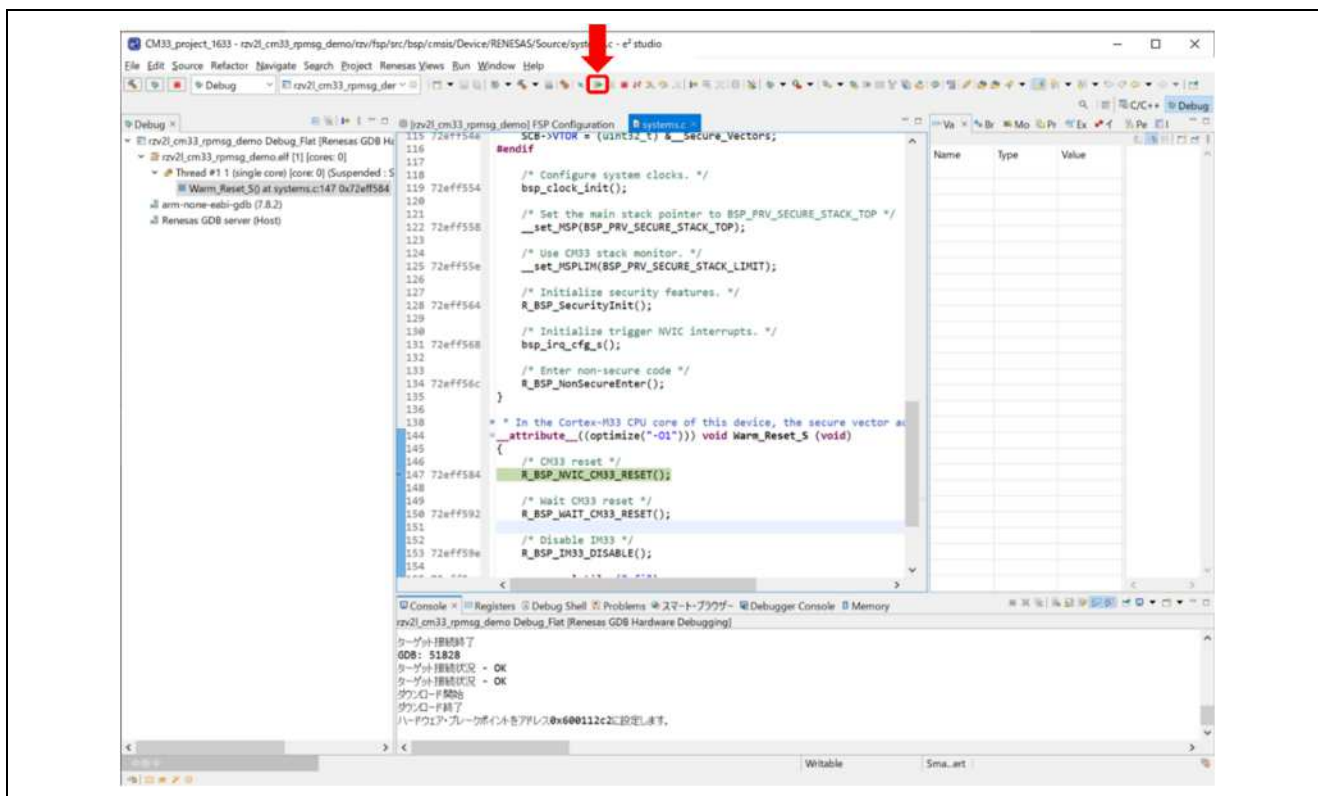 CM33_project_1633 - rzv2l_cm33_rpmsg_demo/rzv/fsp/src/bsp/cmsis/Device/RENESAS/Source/system .c - e² studio
File Edit Source Refactor Navigate Search Project Renesas Views Run Window Help
Debug rzv2l_cm33_rpmsg_der
C/C++ Debug
Debug [rzv2l_cm33_rpmsg_demo] FSP Configuration systems.c Va Br Mo Pr Ex Pe
rzv2l_cm33_rpmsg_demo Debug_Flat [Renesas GDB Ha
rzv2l_cm33_rpmsg_demo.elf [1] [cores: 0]
Thread #1 1 (single core) [core: 0] (Suspended : S
Warm_Reset_S() at systems.c:147 0x72eff584
arm-none-eabi-gdb (7.8.2)
Renesas GDB server (Host)
115 72eff546 SCB->VTOR = (uint32_t) &__Secure_Vectors;
116 #endif
117
118 /* Configure system clocks. */
119 72eff554 bsp_clock_init();
120
121 /* Set the main stack pointer to BSP_PRV_SECURE_STACK_TOP */
122 72eff558 __set_MSP(BSP_PRV_SECURE_STACK_TOP);
123
124 /* Use CM33 stack monitor. */
125 72eff55e __set_MSPLIM(BSP_PRV_SECURE_STACK_LIMIT);
126
127 /* Initialize security features. */
128 72eff564 R_BSP_SecurityInit();
129
130 /* Initialize trigger NVIC interrupts. */
131 72eff568 bsp_irq_cfg_s();
132
133 /* Enter non-secure code */
134 72eff56c R_BSP_NonSecureEnter();
135 }
136
138 * In the Cortex-M33 CPU core of this device, the secure vector a
144 __attribute__((optimize("-O1"))) void Warm_Reset_S (void)
145 {
146 /* CM33 reset */
147 72eff584 R_BSP_NVIC_CM33_RESET();
148
149 /* Wait CM33 reset */
150 72eff592 R_BSP_WAIT_CM33_RESET();
151
152 /* Disable IM33 */
153 72eff59e R_BSP_IM33_DISABLE();
154
Name Type Value
Console Registers Debug Shell Problems スマート・ブラウザー Debugger Console Memory
rzv2l_cm33_rpmsg_demo Debug_Flat [Renesas GDB Hardware Debugging]
ターゲット接続終了
GDB: 51828
ターゲット接続状況 - OK
ターゲット接続状況 - OK
ダウンロード開始
ダウンロード終了
ハードウェア・ブレークポイントをアドレス0x600112c2に設定します。
Writable Sma...ert